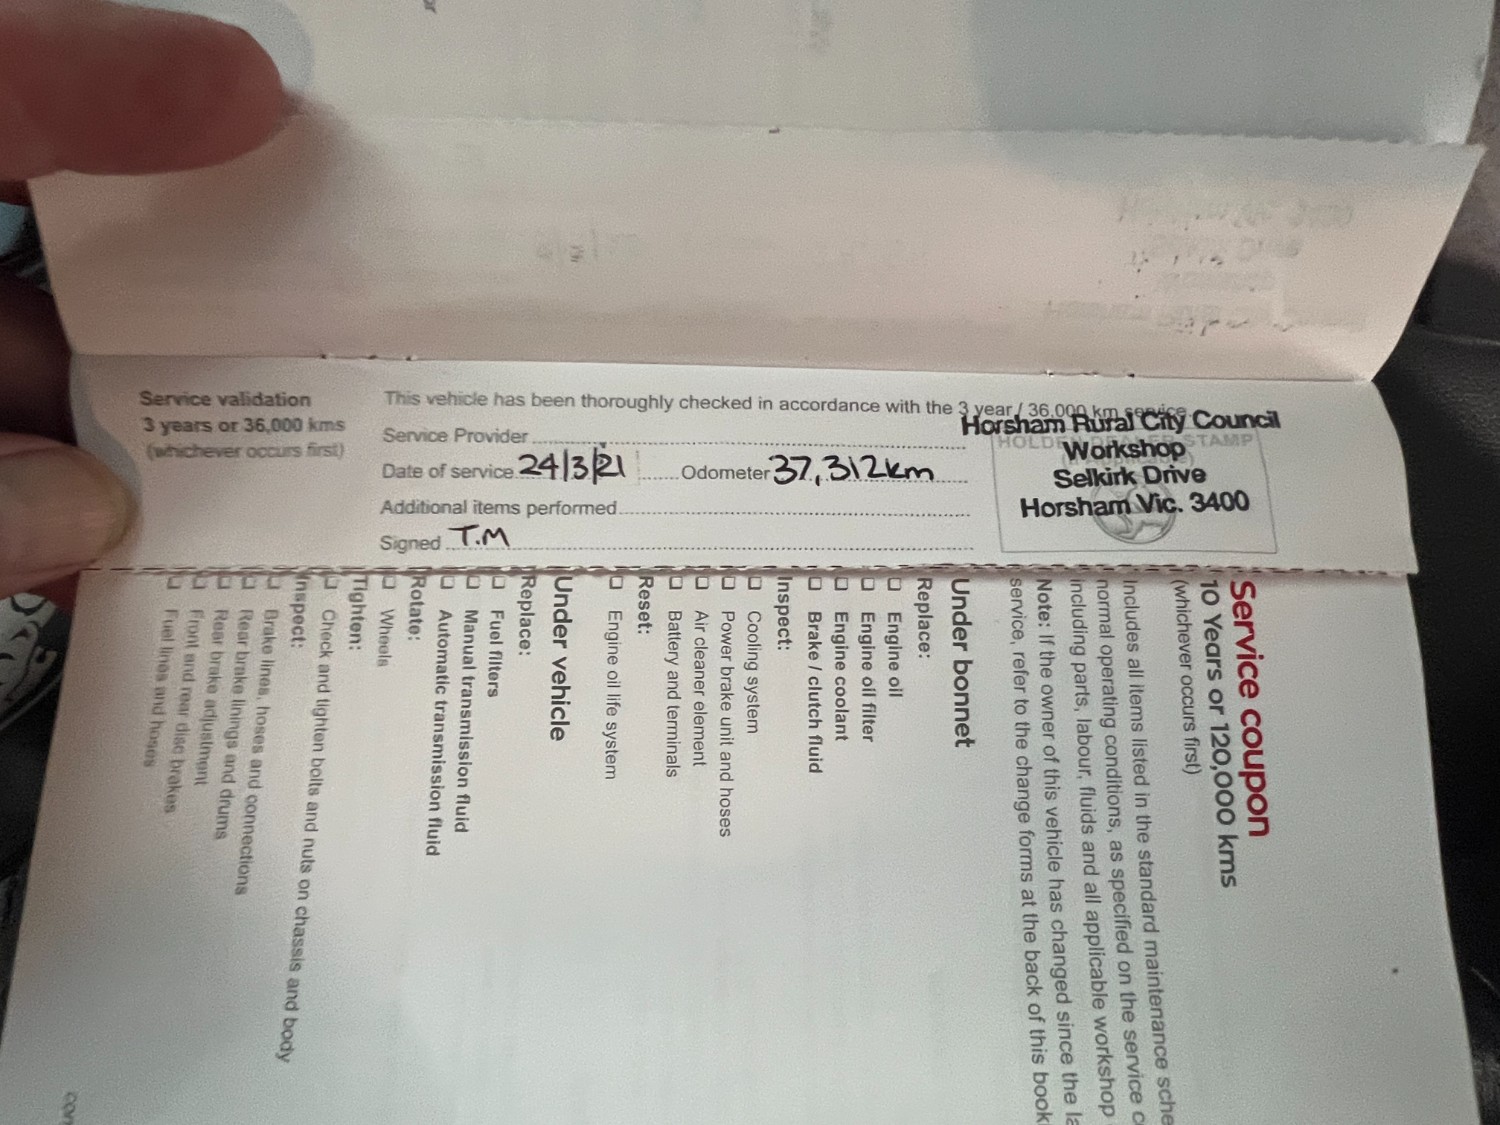 Service validation
3 years or 36,000 kms
(whichever occurs first)
This vehicle has been thoroughly checked in accordance with the 3 year / 36,000 km service.
Service Provider
Date of service 24/3/21 Odometer 37,312km
Additional items performed
Signed T.M
HOLDEN DEALER STAMP
Horsham Rural City Council
Workshop
Selkirk Drive
Horsham Vic. 3400
Service coupon
10 Years or 120,000 kms
(whichever occurs first)
Includes all items listed in the standard maintenance sche
normal operating conditions, as specified on the service c
including parts, labour, fluids and all applicable workshop
Note: If the owner of this vehicle has changed since the la
service, refer to the change forms at the back of this book
Under bonnet
Replace:
Engine oil
Engine oil filter
Engine coolant
Brake / clutch fluid
Inspect:
Cooling system
Power brake unit and hoses
Air cleaner element
Battery and terminals
Reset:
Engine oil life system
Under vehicle
Replace:
Fuel filters
Manual transmission fluid
Automatic transmission fluid
Rotate:
Wheels
Tighten:
Check and tighten bolts and nuts on chassis and body
Inspect:
Brake lines, hoses and connections
Rear brake linings and drums
Rear brake adjustment
Front and rear disc brakes
Fuel lines and hoses
con